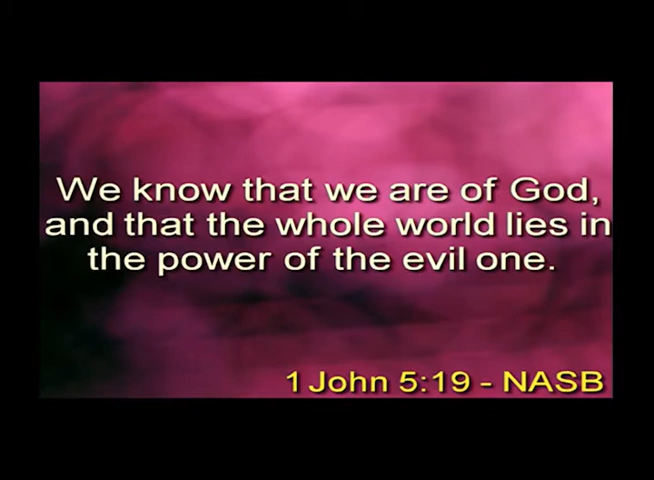 We know that we are of God,
and that the whole world lies in
the power of the evil one.
1 John 5:19 - NASB